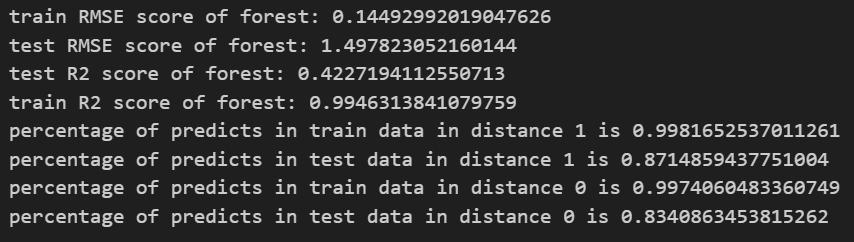 train RMSE score of forest: 0.14492992019047626
test RMSE score of forest: 1.497823052160144
test R2 score of forest: 0.4227194112550713
train R2 score of forest: 0.9946313841079759
percentage of predicts in train data in distance 1 is 0.9981652537011261
percentage of predicts in test data in distance 1 is 0.8714859437751004
percentage of predicts in train data in distance 0 is 0.9974060483360749
percentage of predicts in test data in distance 0 is 0.8340863453815262